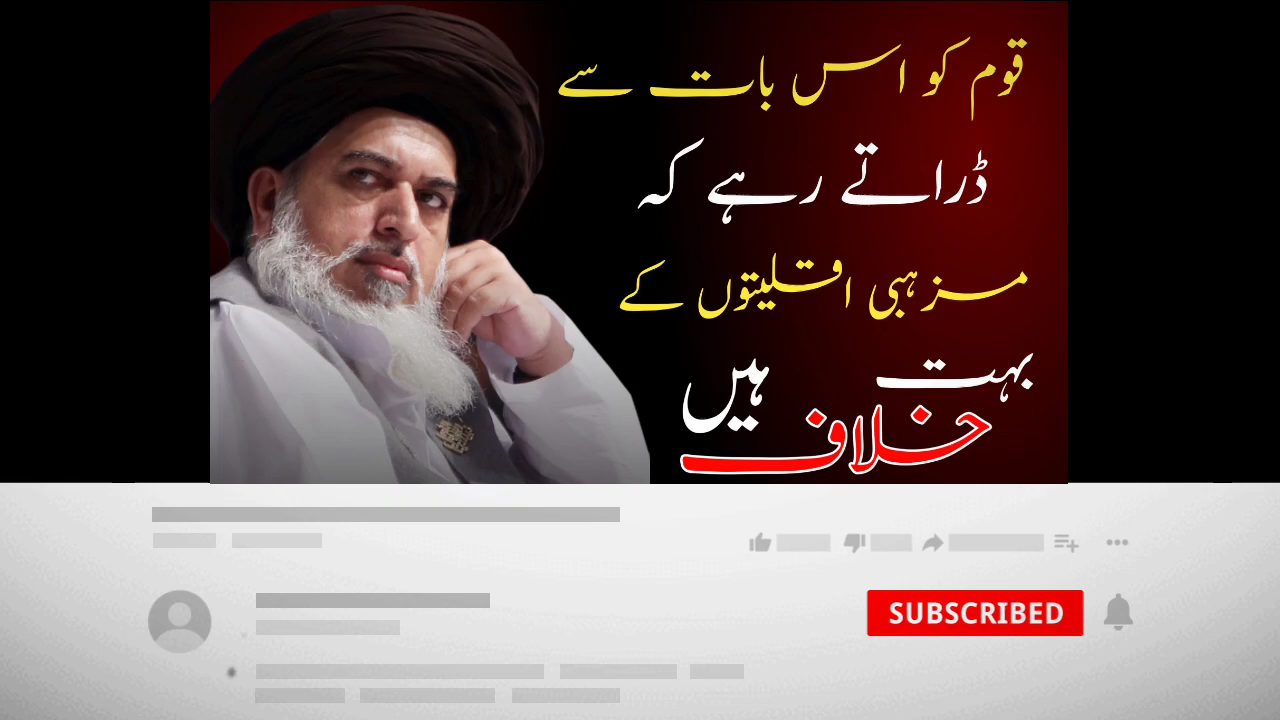 قوم کو اس بات سے
ڈراتے رہے کہ
مزہبی اقلیتوں کے
بہت ہیں
خلاف
SUBSCRIBED